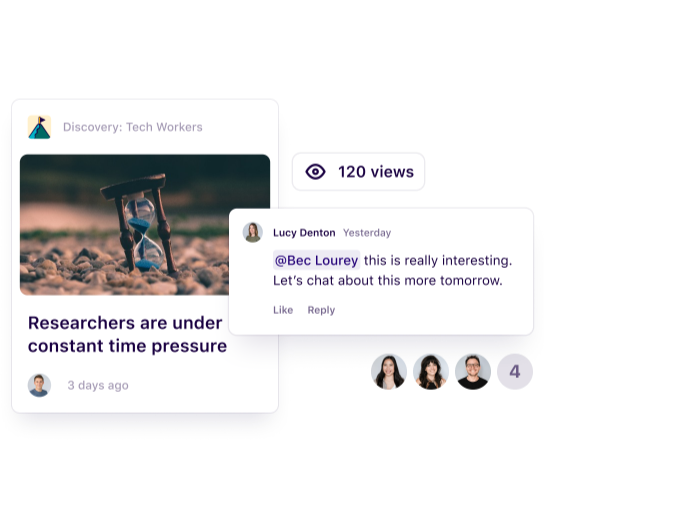 Discovery: Tech Workers
120 views
Lucy Denton Yesterday
@Bec Lourey this is really interesting.
Let’s chat about this more tomorrow.
Like Reply
Researchers are under
constant time pressure
3 days ago
4